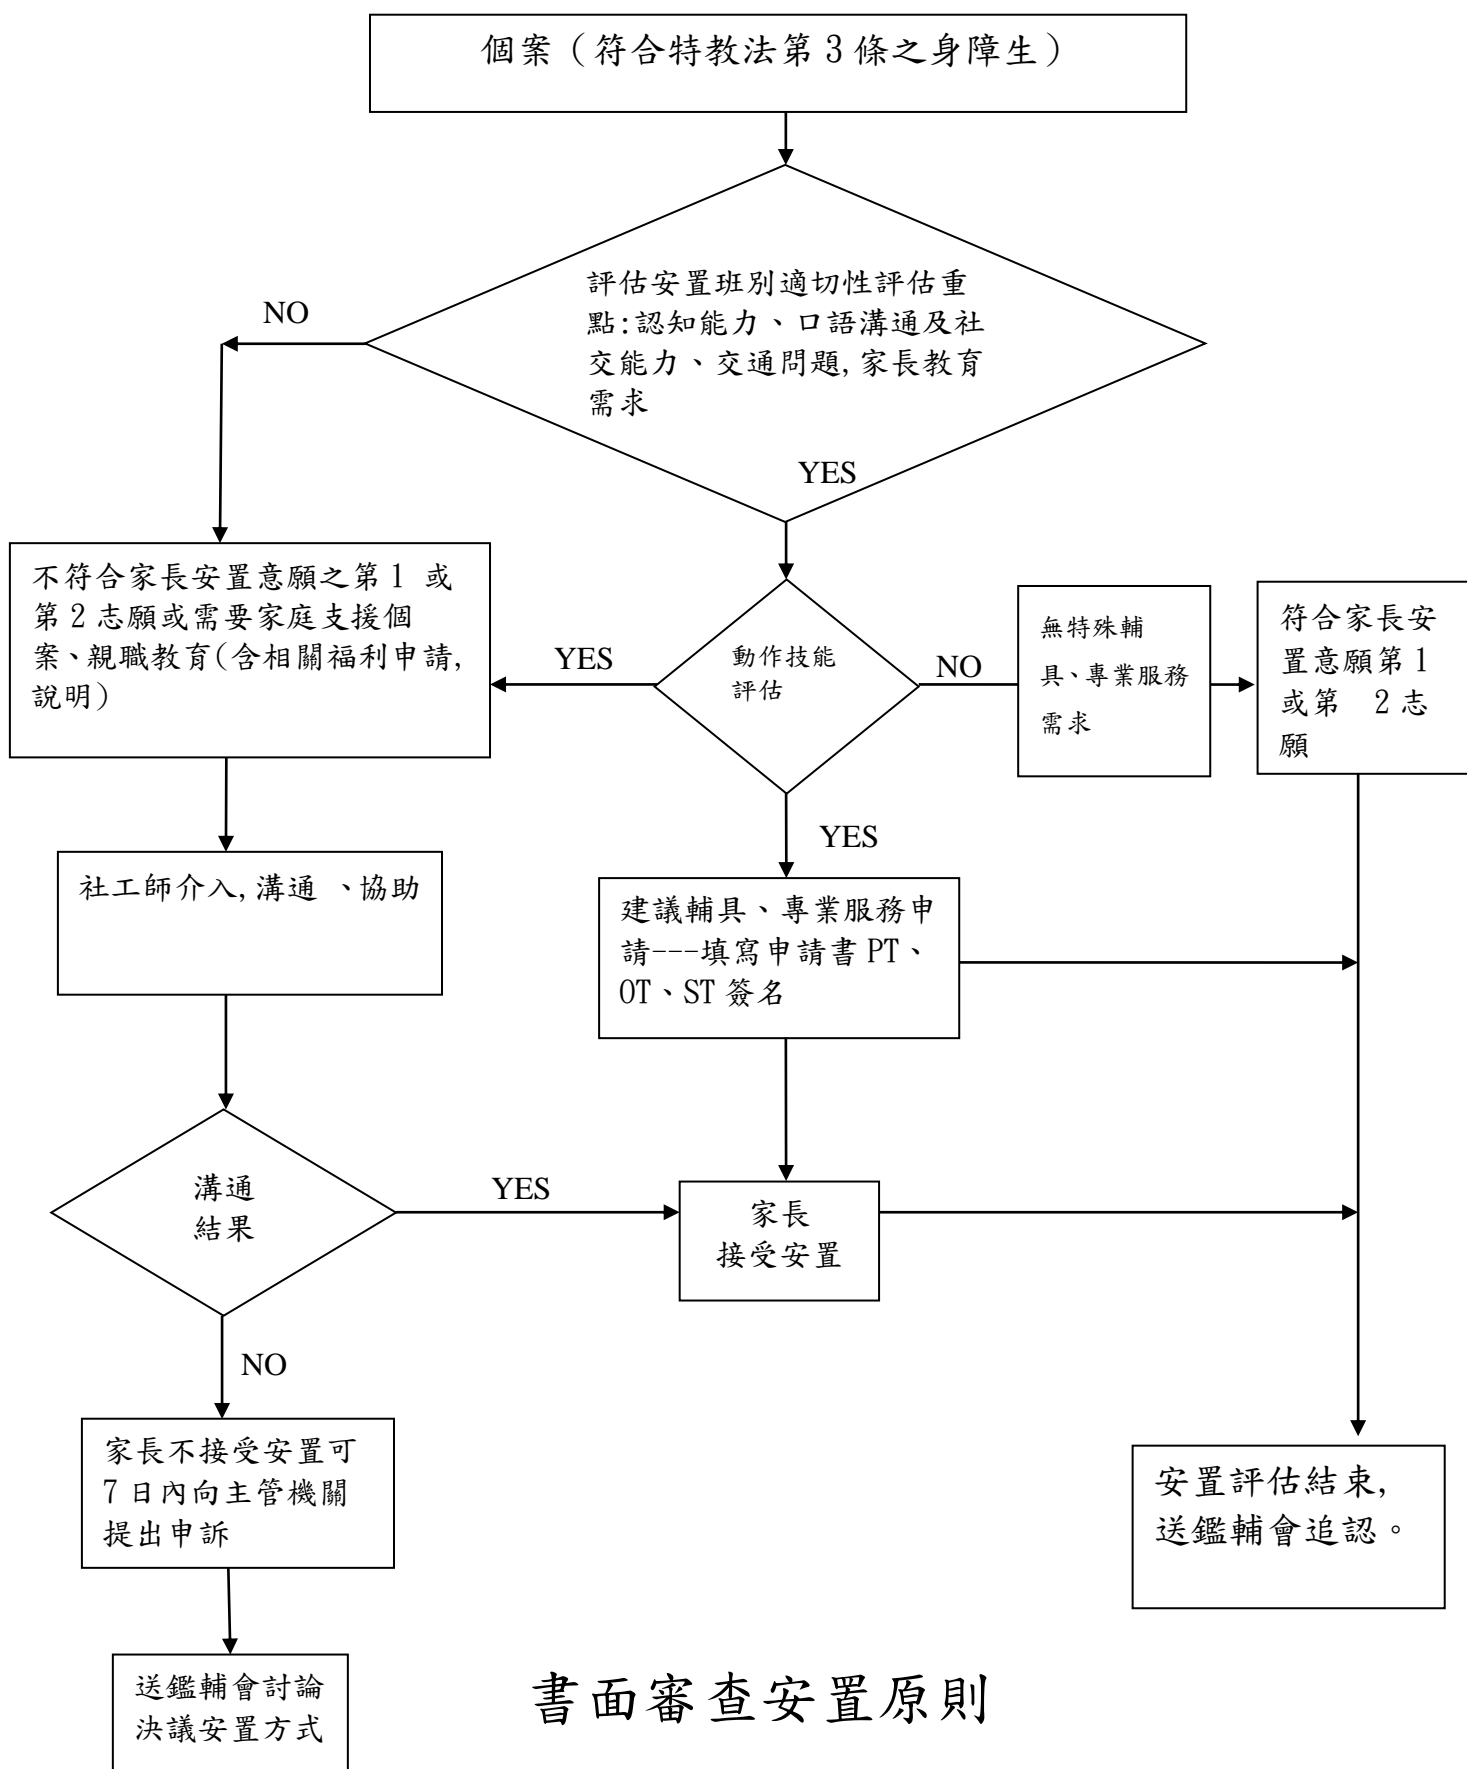 個案（符合特教法第 3 條之身障生）
評估安置班別適切性評估重
點:認知能力、口語溝通及社
交能力、交通問題,家長教育
需求
NO
YES
不符合家長安置意願之第 1 或
第 2 志願或需要家庭支援個
案、親職教育(含相關福利申請,
說明)
YES
動作技能
評估
NO
無特殊輔
具、專業服務
需求
符合家長安
置意願第 1
或第 2 志
願
YES
社工師介入,溝通 、協助
建議輔具、專業服務申
請---填寫申請書 PT、
OT、ST 簽名
溝通
結果
YES
家長
接受安置
NO
家長不接受安置可
7 日內向主管機關
提出申訴
安置評估結束,
送鑑輔會追認。
送鑑輔會討論
決議安置方式
書面審查安置原則